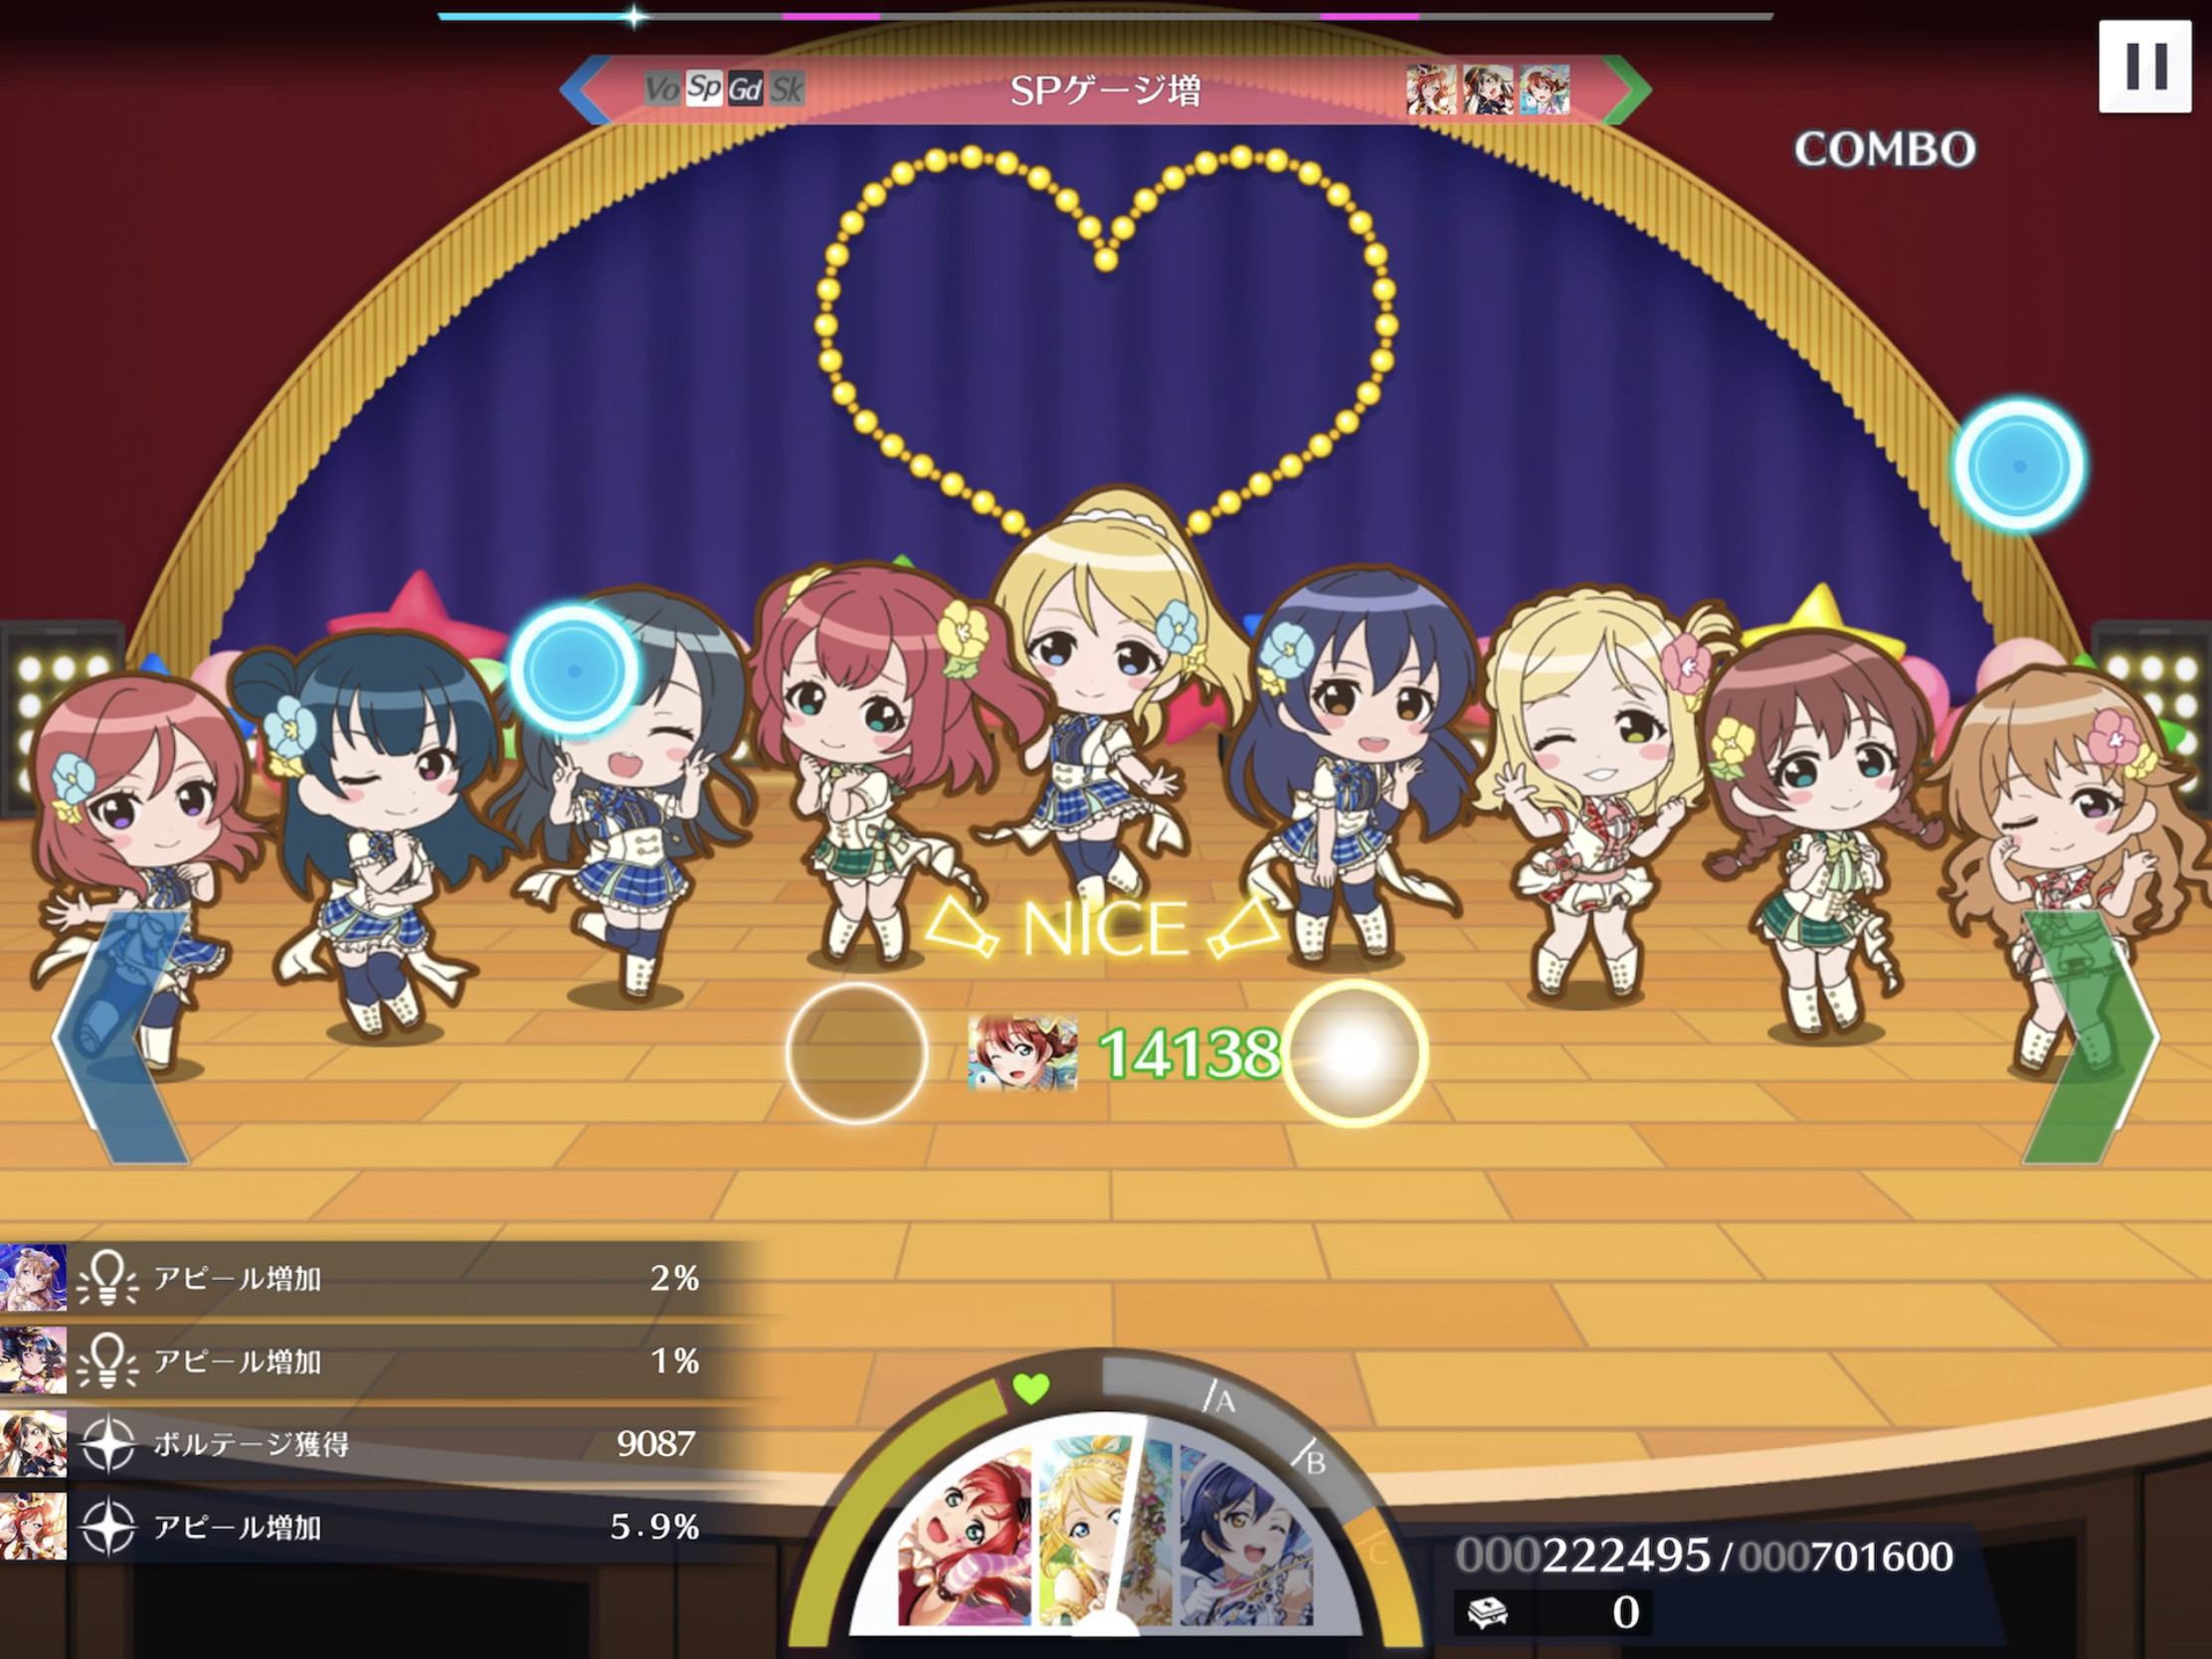 Vo Sp Gd Sk SPゲージ増
COMBO
NICE
14138
アピール増加 2%
アピール増加 1%
ボルテージ獲得 9087
アピール増加 5.9%
A
B
C
000222495/000701600
0